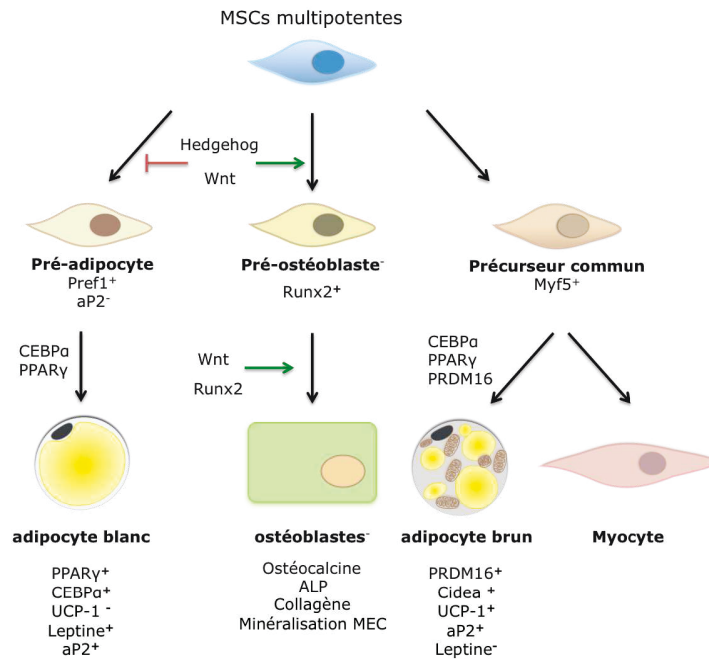 MSCs multipotentes
Hedgehog
Wnt
Pré-adipocyte
Pref1⁺
aP2⁻
Pré-ostéoblaste⁻
Runx2⁺
Précurseur commun
Myf5⁺
CEBPα
PPARγ
Wnt
Runx2
CEBPα
PPARγ
PRDM16
adipocyte blanc
PPARγ⁺
CEBPα⁺
UCP-1 ⁻
Leptine⁺
aP2⁺
ostéoblastes⁻
Ostéocalcine
ALP
Collagène
Minéralisation MEC
adipocyte brun
PRDM16⁺
Cidea ⁺
UCP-1⁺
aP2⁺
Leptine⁻
Myocyte